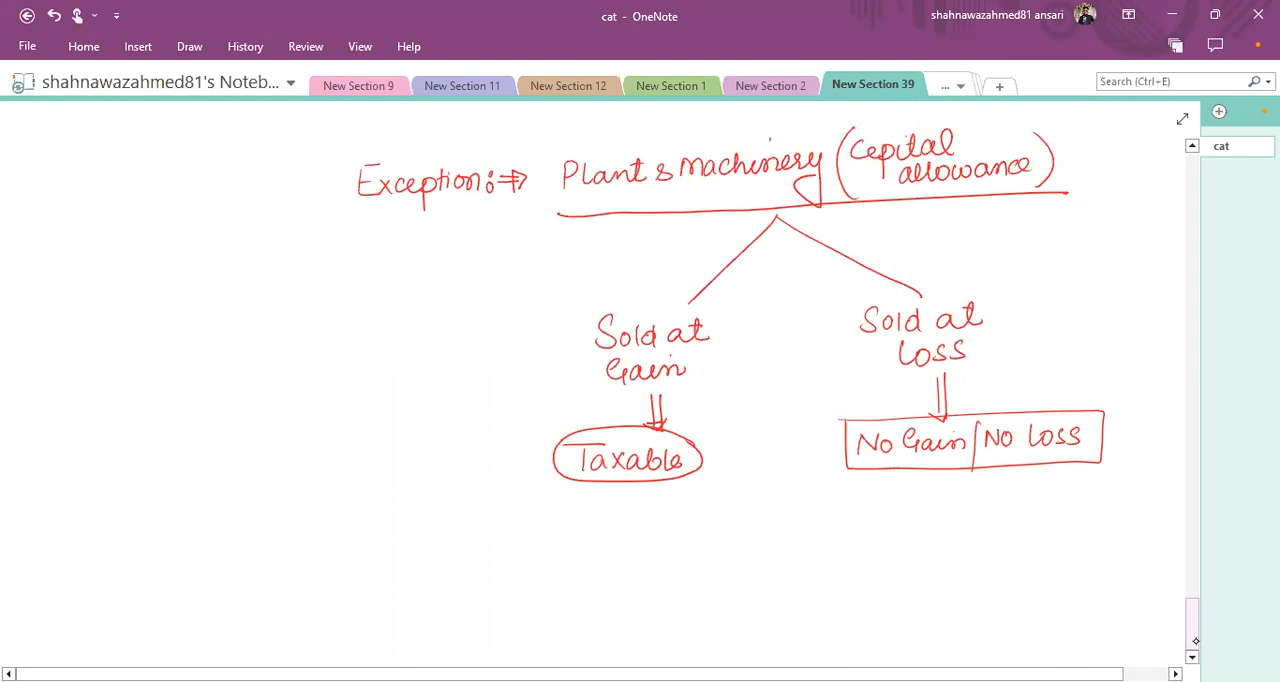 cat - OneNote
shahnawazahmed81 ansari
File Home Insert Draw History Review View Help
shahnawazahmed81's Noteb...
New Section 9 New Section 11 New Section 12 New Section 1 New Section 2 New Section 39 ...
Search (Ctrl+E)
cat
Exception:⇒ Plant & Machinery (Capital
allowance)
Sold at
Gain
Sold at
Loss
Taxable
No Gain/No Loss